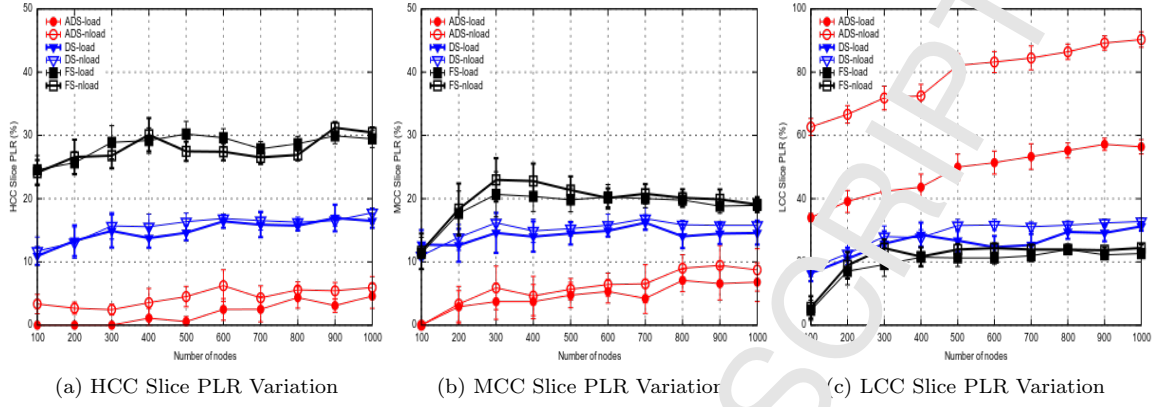 50
40
30
20
10
0
HCC Slice PLR (%)
ADS-load
ADS-nload
DS-load
DS-nload
FS-load
FS-nload
100 200 300 400 500 600 700 800 900 1000
Number of nodes
(a) HCC Slice PLR Variation
50
40
30
20
10
0
MCC Slice PLR (%)
ADS-load
ADS-nload
DS-load
DS-nload
FS-load
FS-nload
100 200 300 400 500 600 700 800 900 1000
Number of nodes
(b) MCC Slice PLR Variation
100
80
60
40
20
0
LCC Slice PLR (%)
ADS-load
ADS-nload
DS-load
DS-nload
FS-load
FS-nload
100 200 300 400 500 600 700 800 900 1000
Number of nodes
(c) LCC Slice PLR Variation
SCRIPT